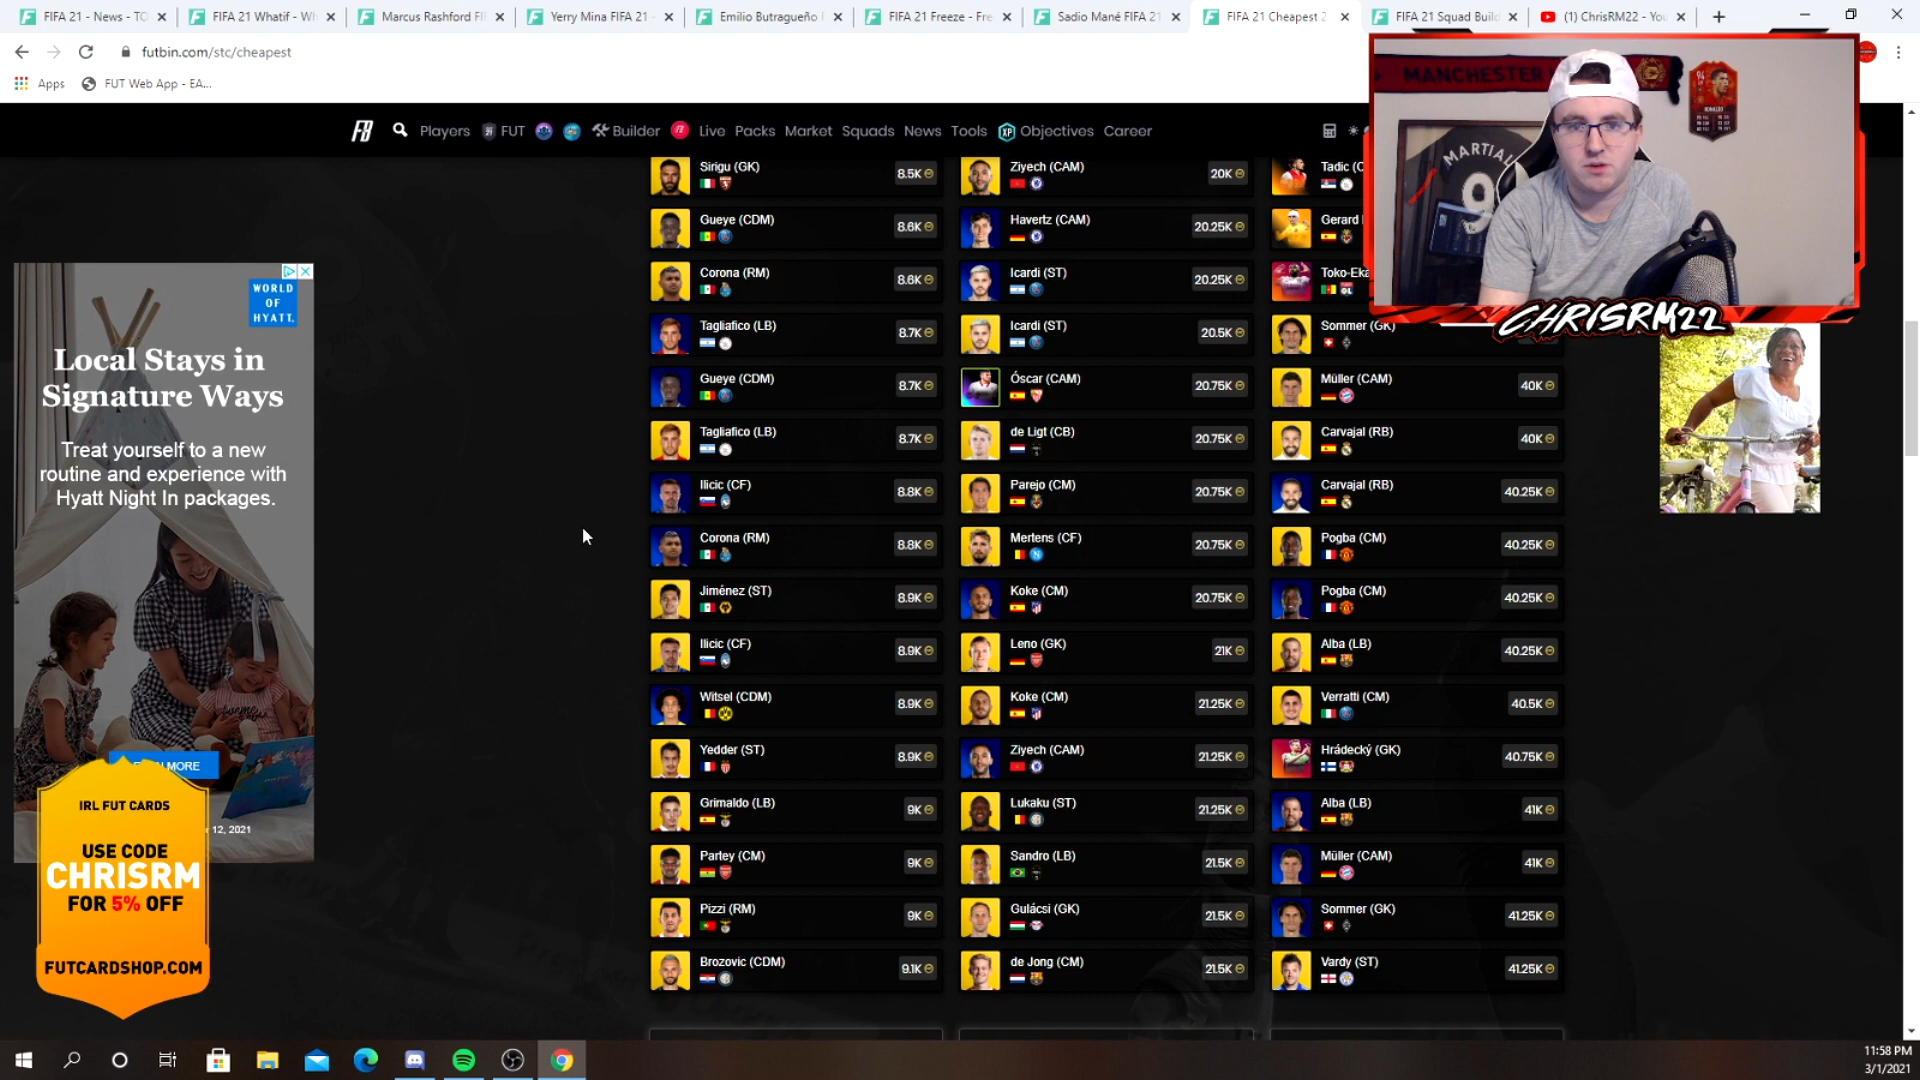 FIFA 21 - News - TO
FIFA 21 Whatif - Wh
Marcus Rashford FI
Yerry Mina FIFA 21 -
Emilio Butragueño
FIFA 21 Freeze - Fre
Sadio Mané FIFA 21
FIFA 21 Cheapest 2
FIFA 21 Squad Build
(1) ChrisRM22 - You
futbin.com/stc/cheapest
Apps
FUT Web App - EA...
Players FUT Builder Live Packs Market Squads News Tools Objectives Career
Sirigu (GK) 8.5K
Gueye (CDM) 8.6K
Corona (RM) 8.6K
Tagliafico (LB) 8.7K
Gueye (CDM) 8.7K
Tagliafico (LB) 8.7K
Ilicic (CF) 8.8K
Corona (RM) 8.8K
Jiménez (ST) 8.9K
Ilicic (CF) 8.9K
Witsel (CDM) 8.9K
Yedder (ST) 8.9K
Grimaldo (LB) 9K
Partey (CM) 9K
Pizzi (RM) 9K
Brozovic (CDM) 9.1K
Ziyech (CAM) 20K
Havertz (CAM) 20.25K
Icardi (ST) 20.25K
Icardi (ST) 20.5K
Óscar (CAM) 20.75K
de Ligt (CB) 20.75K
Parejo (CM) 20.75K
Mertens (CF) 20.75K
Koke (CM) 20.75K
Leno (GK) 21K
Koke (CM) 21.25K
Ziyech (CAM) 21.25K
Lukaku (ST) 21.25K
Sandro (LB) 21.5K
Gulácsi (GK) 21.5K
de Jong (CM) 21.5K
Tadic (C
Gerard
Toko-Eka
Sommer (GK)
Müller (CAM) 40K
Carvajal (RB) 40K
Carvajal (RB) 40.25K
Pogba (CM) 40.25K
Pogba (CM) 40.25K
Alba (LB) 40.25K
Verratti (CM) 40.5K
Hrádecký (GK) 40.75K
Alba (LB) 41K
Müller (CAM) 41K
Sommer (GK) 41.25K
Vardy (ST) 41.25K
WORLD
OF
HYATT.
Local Stays in
Signature Ways
Treat yourself to a new
routine and experience with
Hyatt Night In packages.
MORE
12, 2021
IRL FUT CARDS
USE CODE
CHRISRM
FOR 5% OFF
FUTCARDSHOP.COM
MANCHESTER
94
RONALDO
MARTIAL
9
CHRISRM22
11:58 PM
3/1/2021